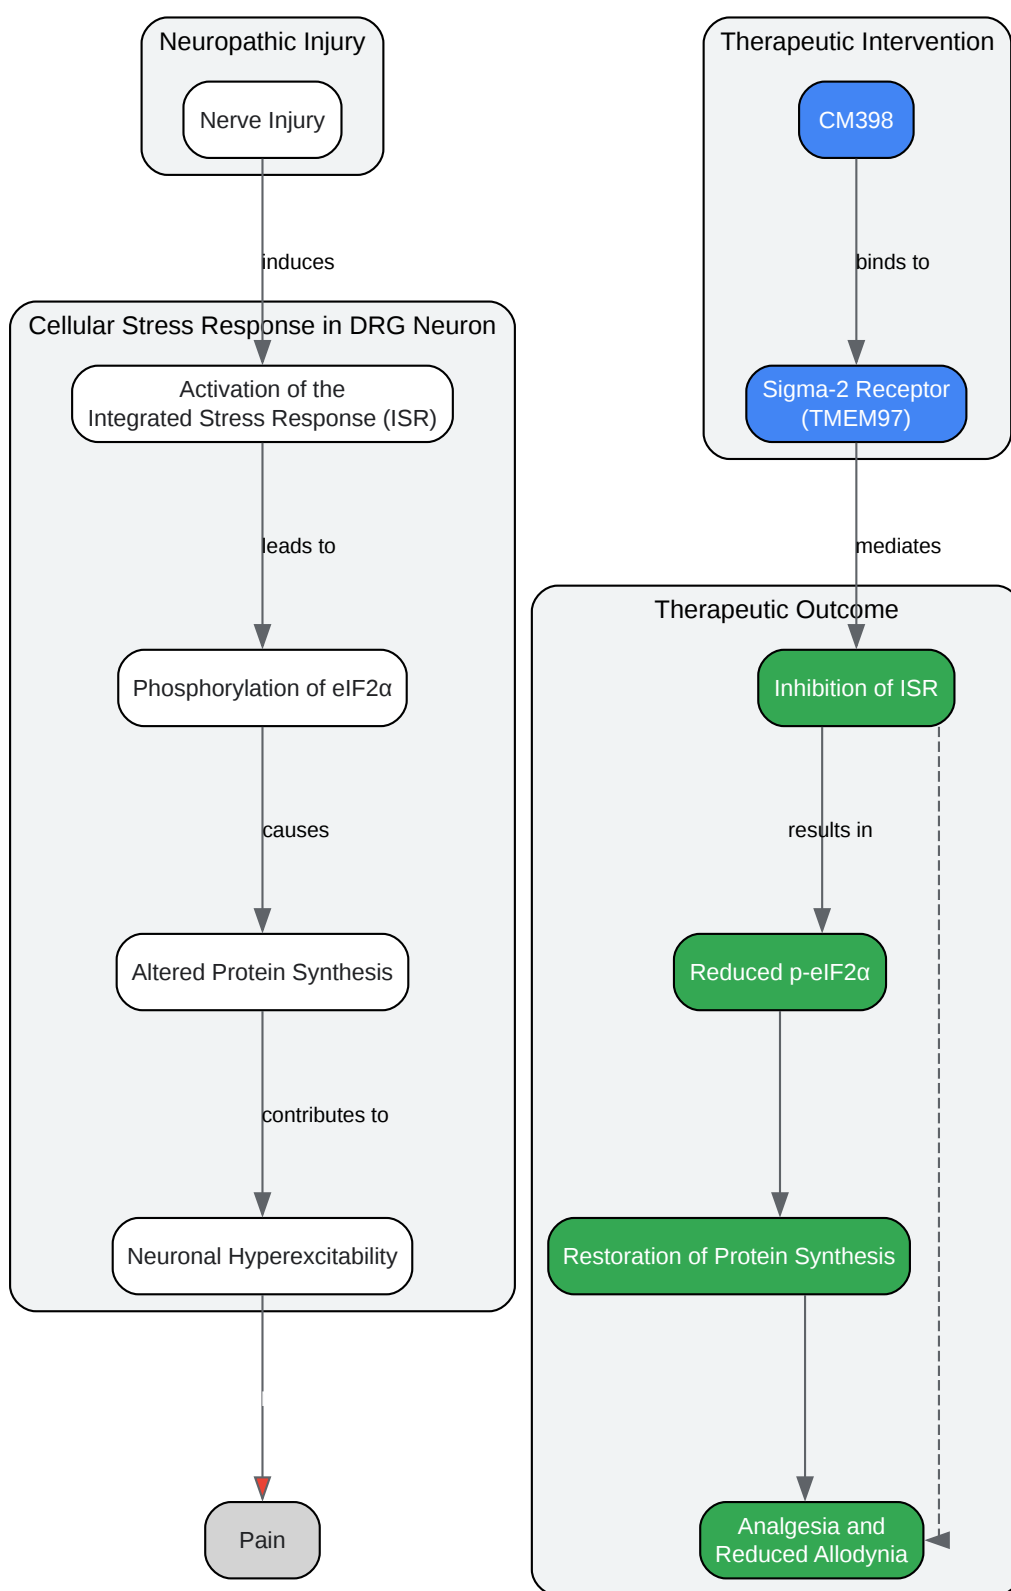 Neuropathic Injury
Nerve Injury
induces
Cellular Stress Response in DRG Neuron
Activation of the
Integrated Stress Response (ISR)
leads to
Phosphorylation of eIF2α
causes
Altered Protein Synthesis
contributes to
Neuronal Hyperexcitability
Pain
Therapeutic Intervention
CM398
binds to
Sigma-2 Receptor
(TMEM97)
mediates
Therapeutic Outcome
Inhibition of ISR
results in
Reduced p-eIF2α
Restoration of Protein Synthesis
Analgesia and
Reduced Allodynia